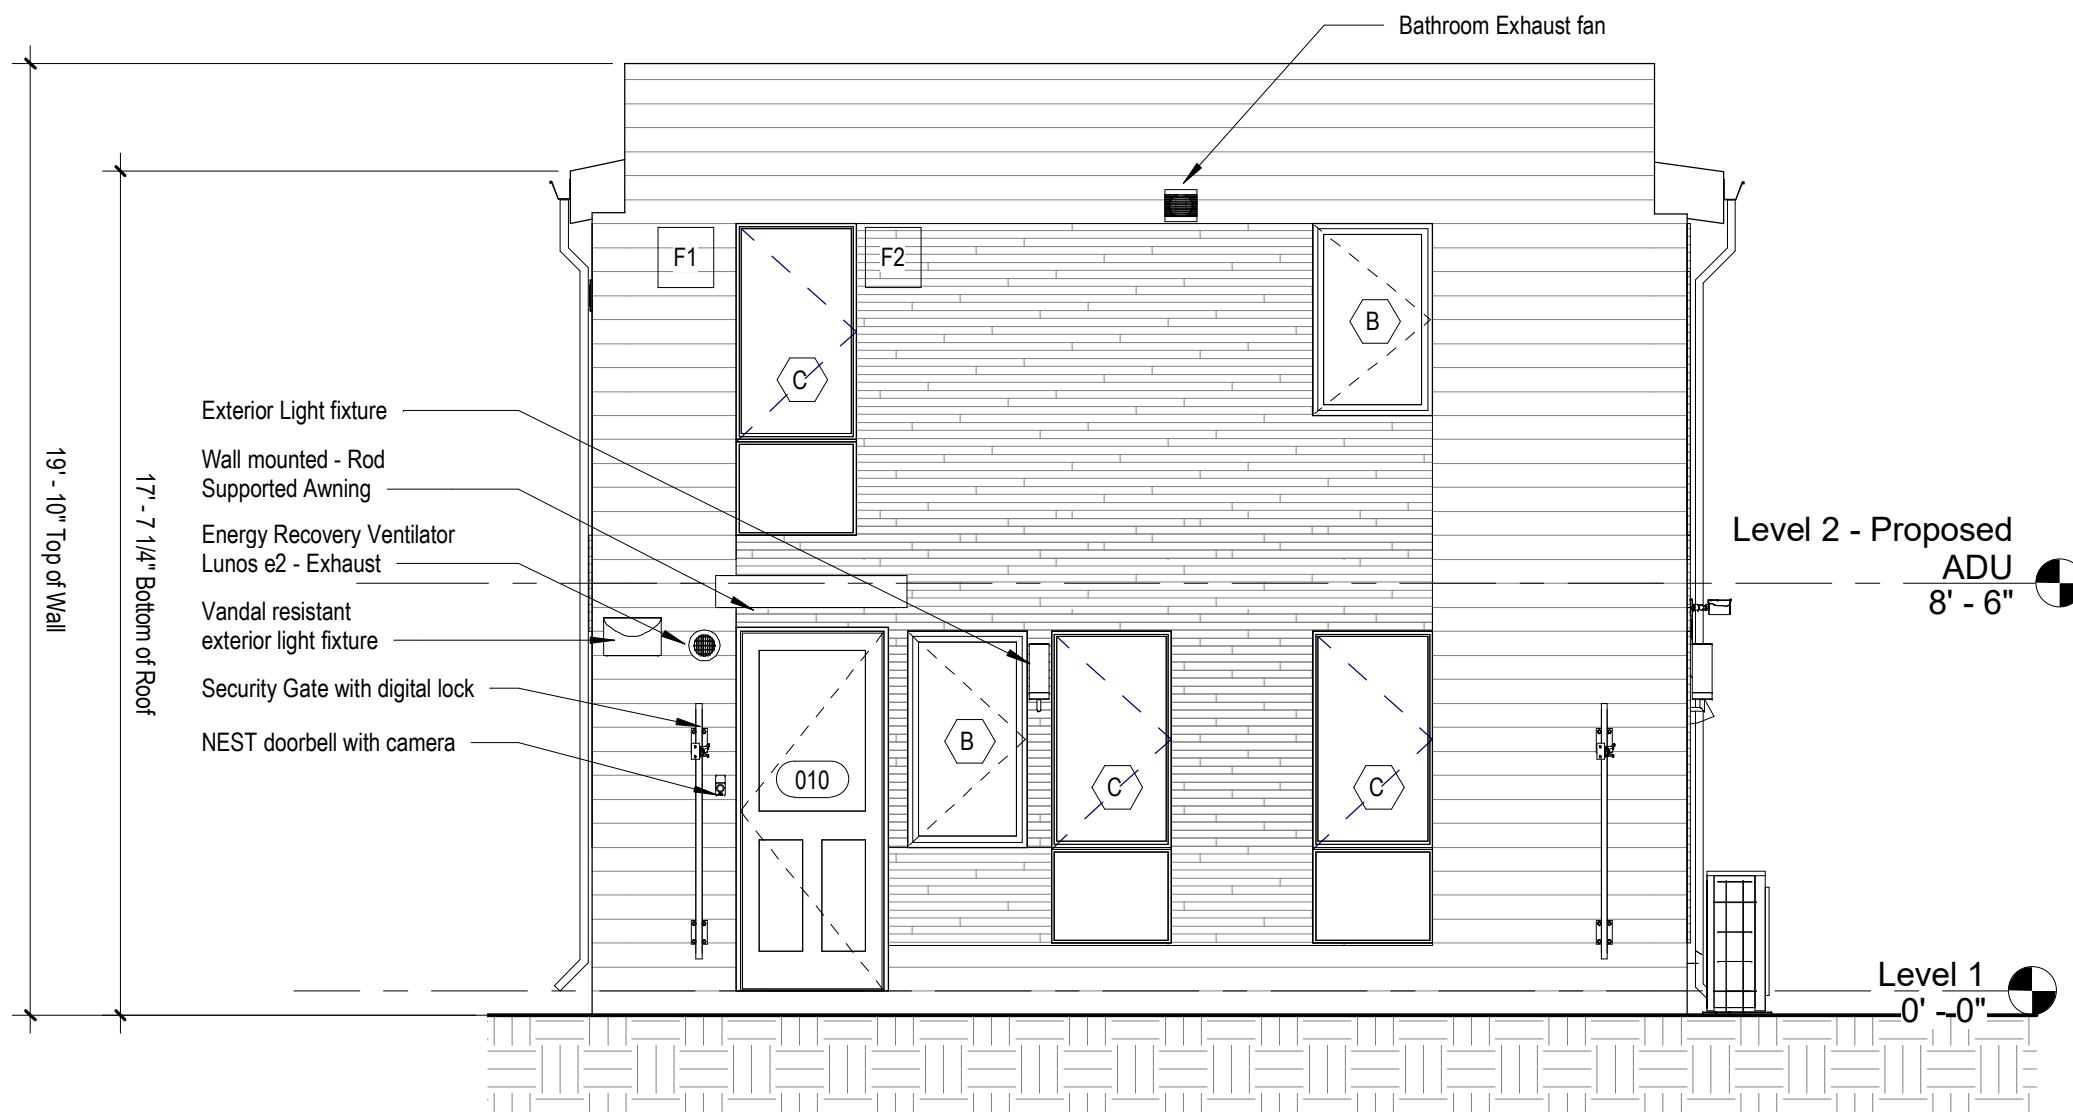 Bathroom Exhaust fan
F1
F2
B
C
Exterior Light fixture
Wall mounted - Rod
Supported Awning
Energy Recovery Ventilator
Lunos e2 - Exhaust
Vandal resistant
exterior light fixture
Security Gate with digital lock
NEST doorbell with camera
19' - 10" Top of Wall
17' - 7 1/4" Bottom of Roof
Level 2 - Proposed
ADU
8' - 6"
B
010
C
C
Level 1
0' - 0"